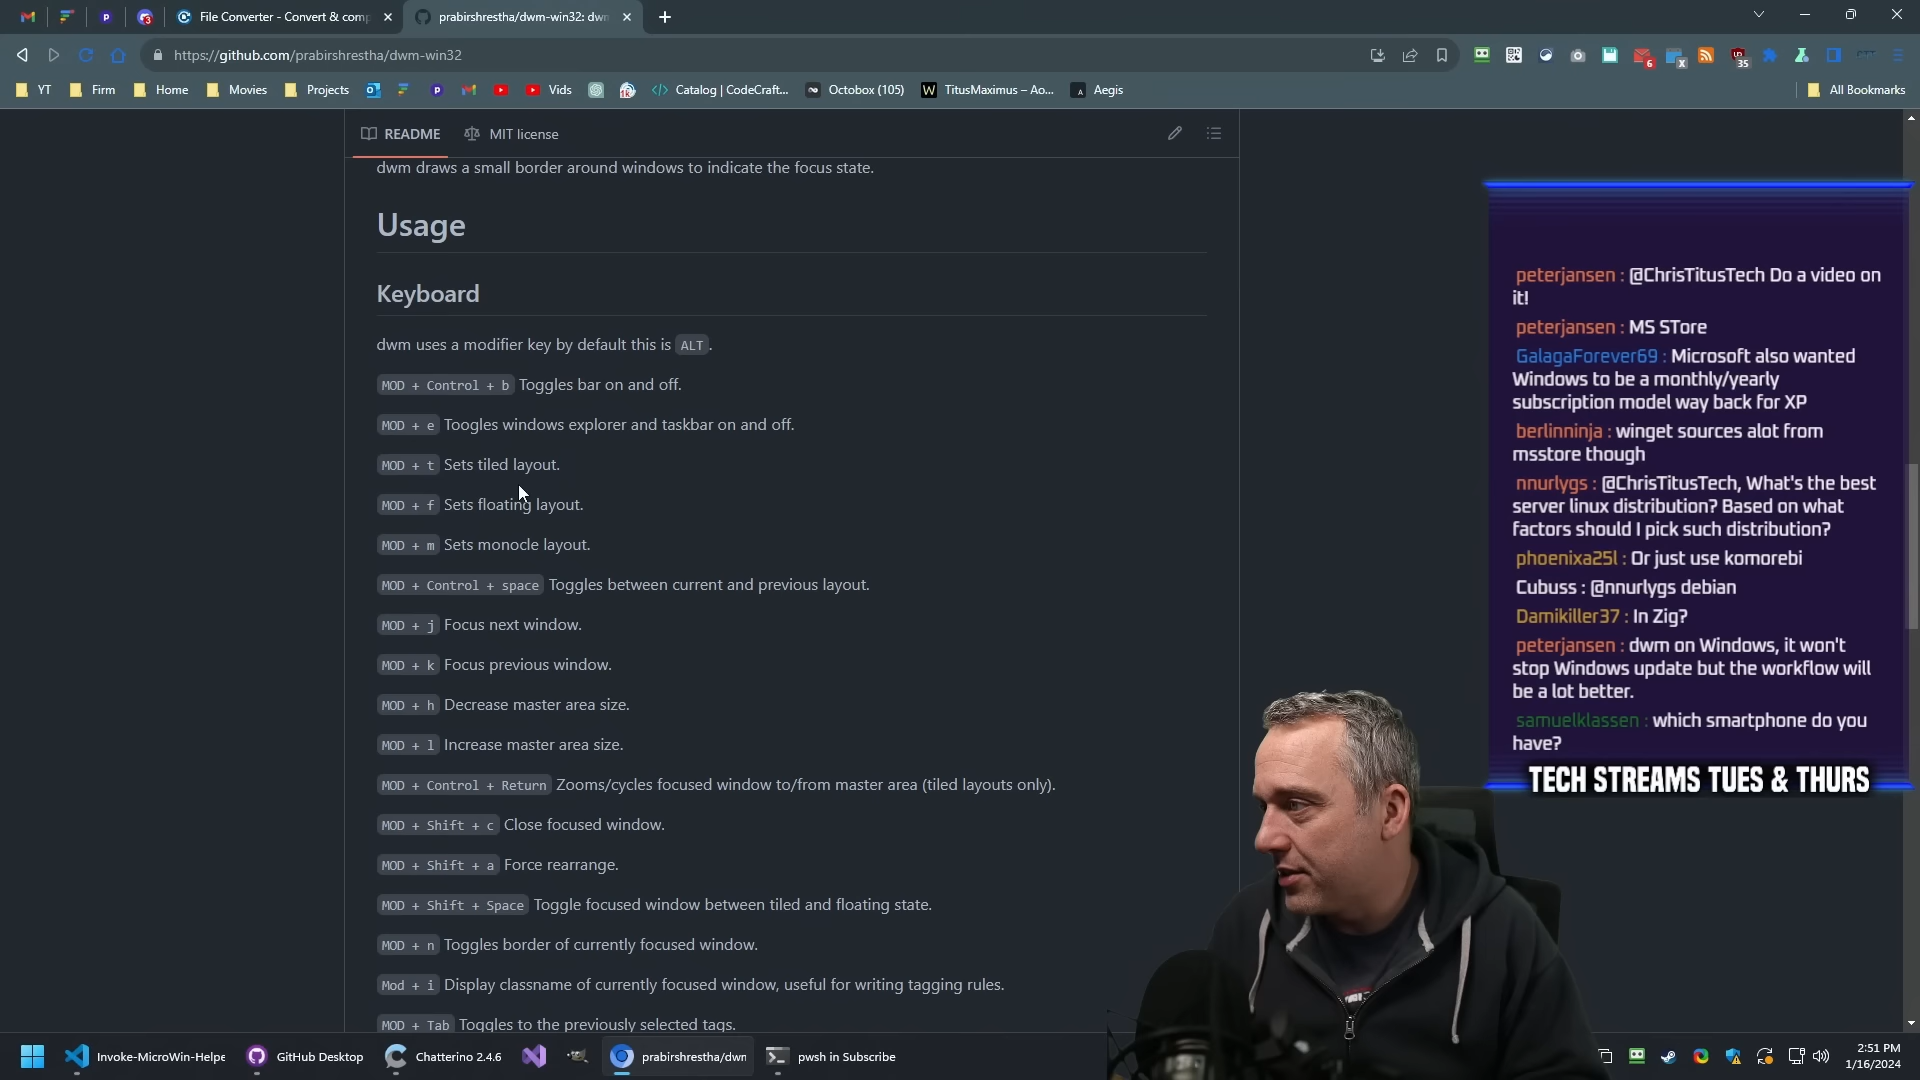 File Converter - Convert & comp
prabirshrestha/dwm-win32: dwm
https://github.com/prabirshrestha/dwm-win32
YT
Firm
Home
Movies
Projects
Vids
Catalog | CodeCraft...
Octobox (105)
TitusMaximus – Ao...
Aegis
All Bookmarks
README
MIT license
dwm draws a small border around windows to indicate the focus state.
Usage
Keyboard
dwm uses a modifier key by default this is ALT.
MOD + Control + b Toggles bar on and off.
MOD + e Toogles windows explorer and taskbar on and off.
MOD + t Sets tiled layout.
MOD + f Sets floating layout.
MOD + m Sets monocle layout.
MOD + Control + space Toggles between current and previous layout.
MOD + j Focus next window.
MOD + k Focus previous window.
MOD + h Decrease master area size.
MOD + l Increase master area size.
MOD + Control + Return Zooms/cycles focused window to/from master area (tiled layouts only).
MOD + Shift + c Close focused window.
MOD + Shift + a Force rearrange.
MOD + Shift + Space Toggle focused window between tiled and floating state.
MOD + n Toggles border of currently focused window.
Mod + i Display classname of currently focused window, useful for writing tagging rules.
MOD + Tab Toggles to the previously selected tags.
peterjansen : @ChrisTitusTech Do a video on
it!
peterjansen : MS STore
GalagaForever69 : Microsoft also wanted
Windows to be a monthly/yearly
subscription model way back for XP
berlinninja : winget sources alot from
msstore though
nnurlygs : @ChrisTitusTech, What's the best
server linux distribution? Based on what
factors should I pick such distribution?
phoenixa25l : Or just use komorebi
Cubuss : @nnurlygs debian
Damikiller37 : In Zig?
peterjansen : dwm on Windows, it won't
stop Windows update but the workflow will
be a lot better.
samuelklassen : which smartphone do you
have?
TECH STREAMS TUES & THURS
Invoke-MicroWin-Helpe
GitHub Desktop
Chatterino 2.4.6
prabirshrestha/dwm
pwsh in Subscribe
2:51 PM
1/16/2024